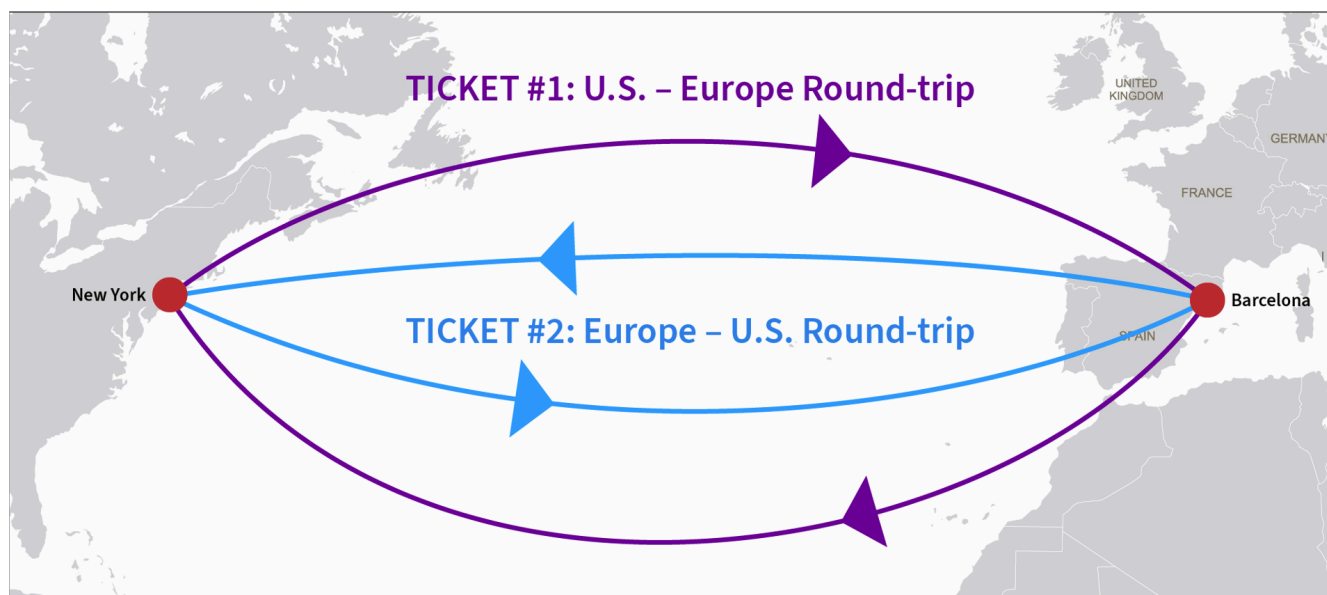 TICKET #1: U.S. – Europe Round-trip
UNITED
KINGDOM
GERMANY
FRANCE
New York
Barcelona
TICKET #2: Europe – U.S. Round-trip
SPAIN